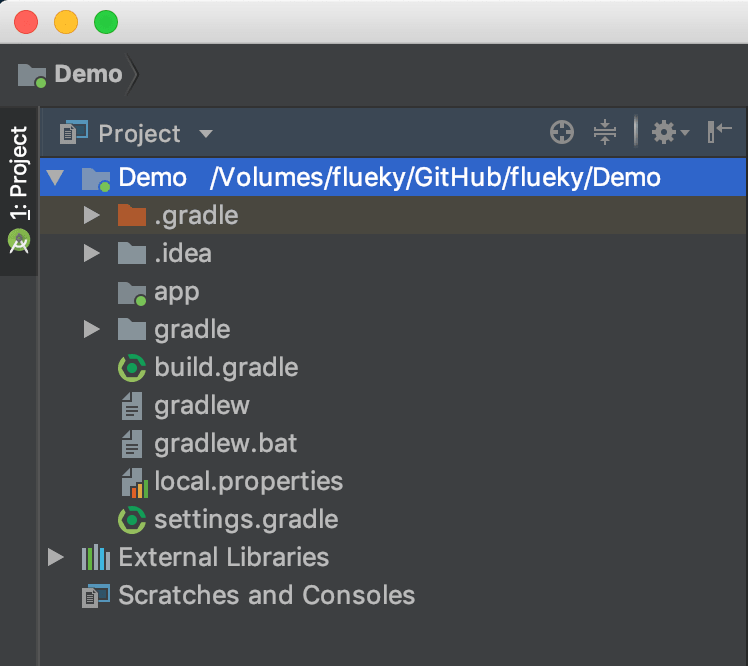 Demo
Project
1: Project
Demo /Volumes/flueky/GitHub/flueky/Demo
.gradle
.idea
app
gradle
build.gradle
gradlew
gradlew.bat
local.properties
settings.gradle
External Libraries
Scratches and Consoles